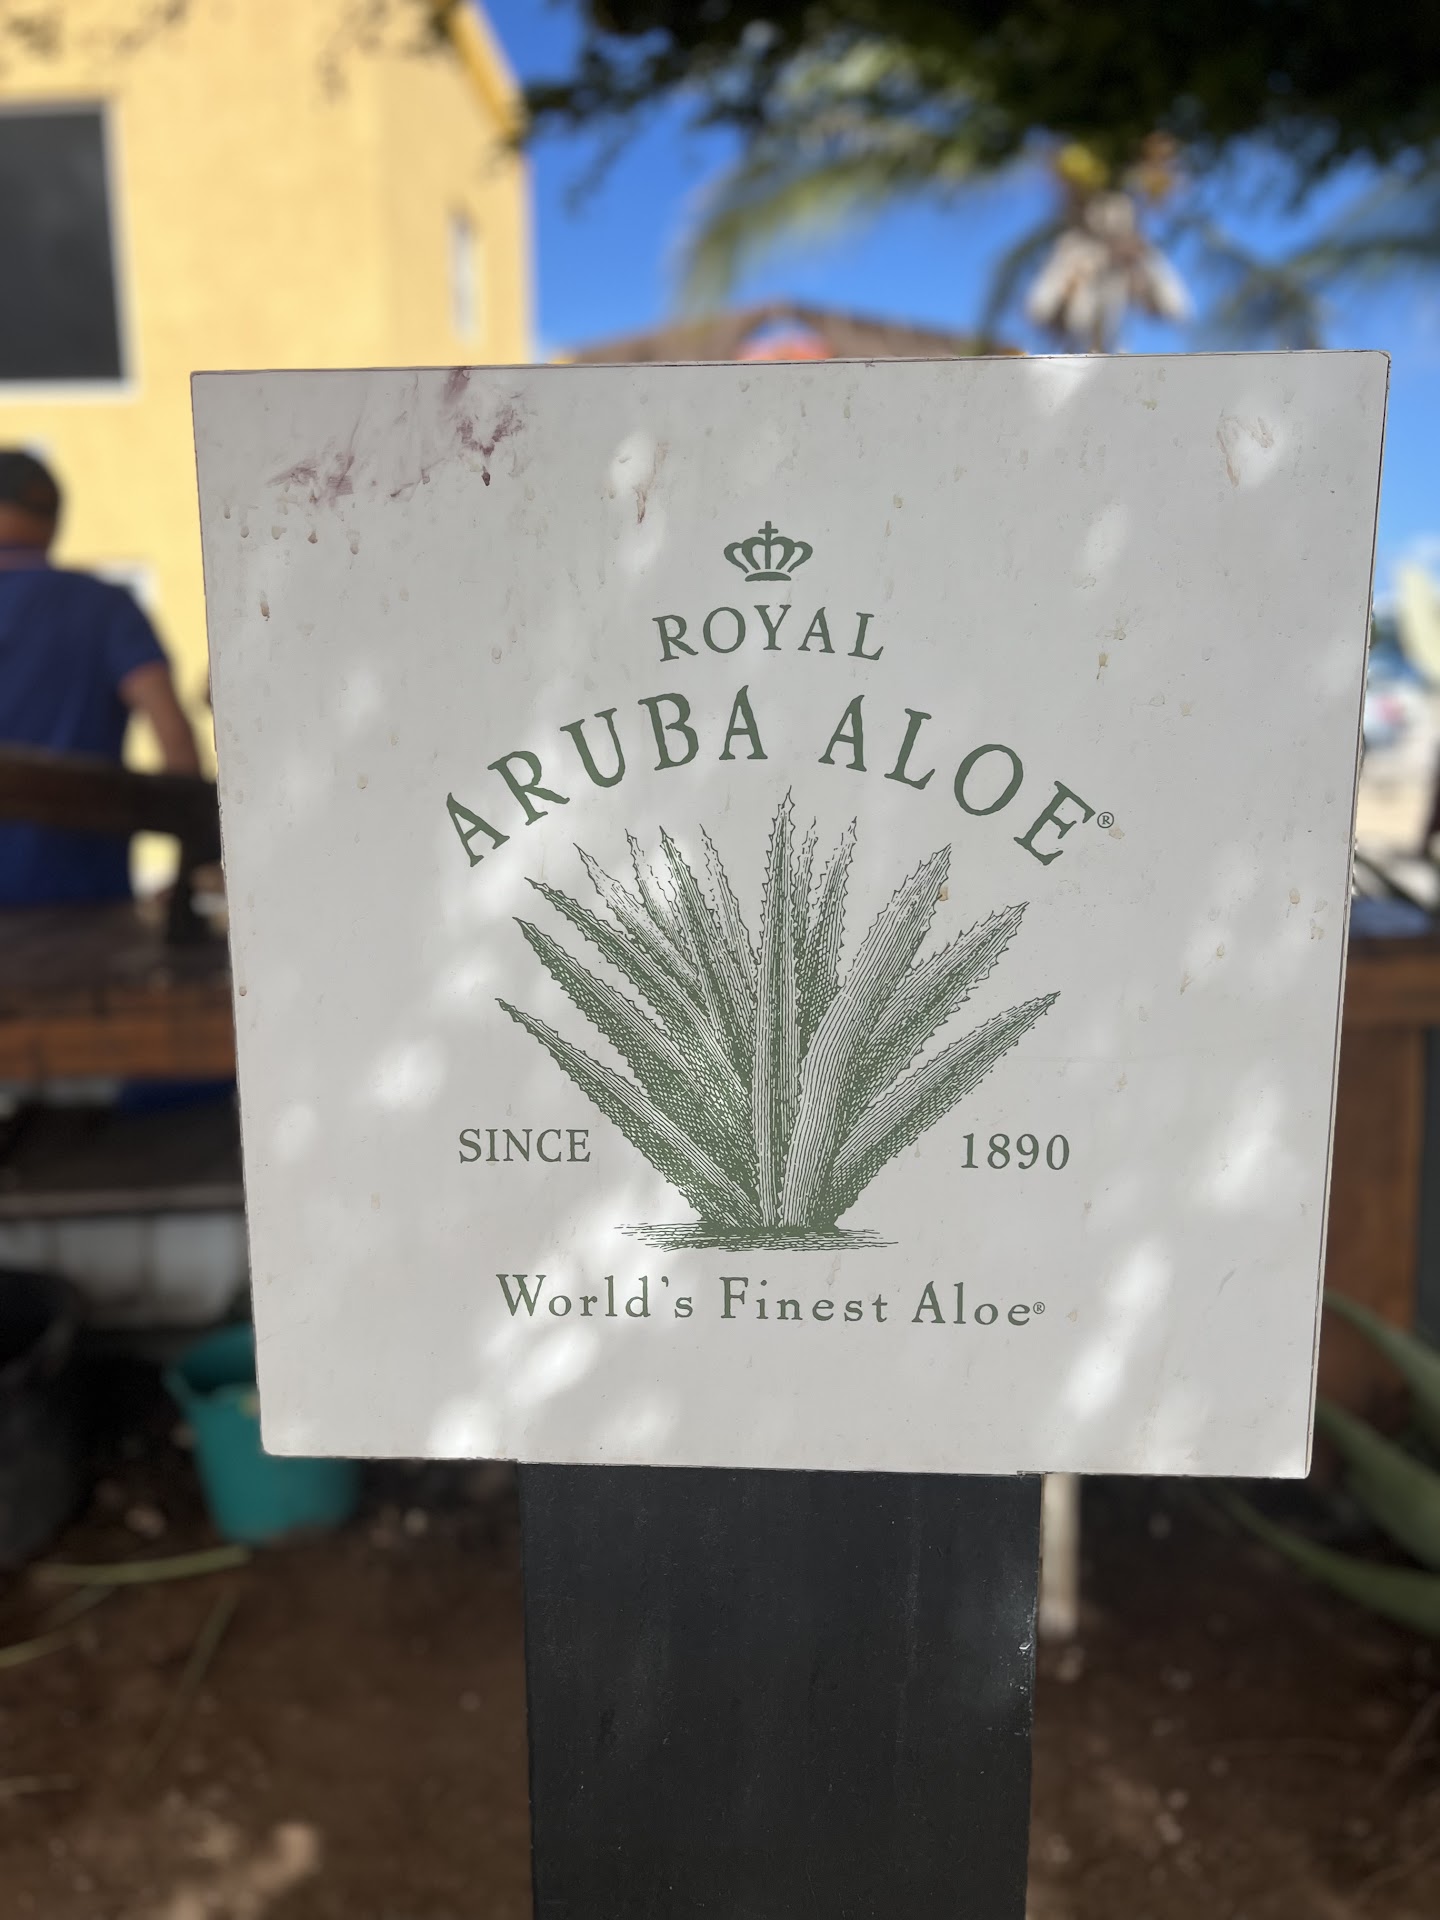 ROYAL
ARUBA ALOE®
SINCE 1890
World's Finest Aloe®